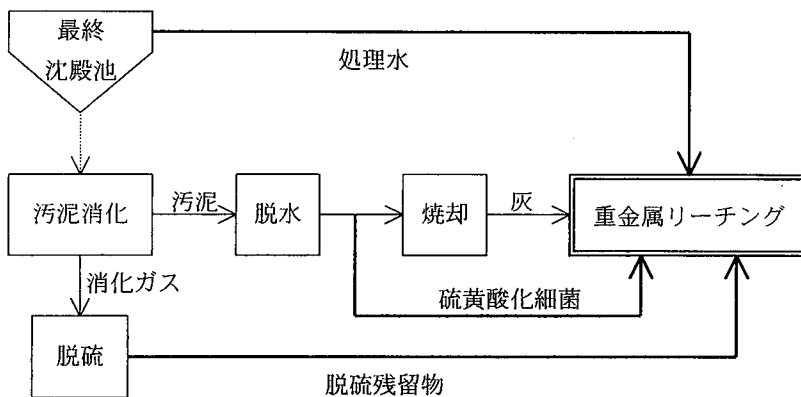 最終
沈殿池
処理水
汚泥消化
汚泥
脱水
焼却
灰
重金属リーチング
消化ガス
硫黄酸化細菌
脱硫
脱硫残留物